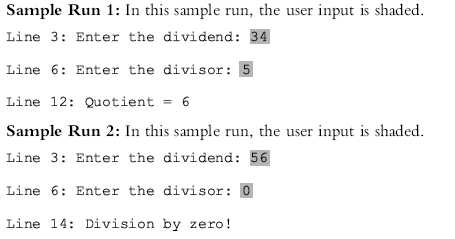 Sample Run 1: In this sample run, the user input is shaded.
Line 3: Enter the dividend: 34
Line 6: Enter the divisor: 5
Line 12: Quotient = 6
Sample Run 2: In this sample run, the user input is shaded.
Line 3: Enter the dividend: 56
Line 6: Enter the divisor: 0
Line 14: Division by zero!